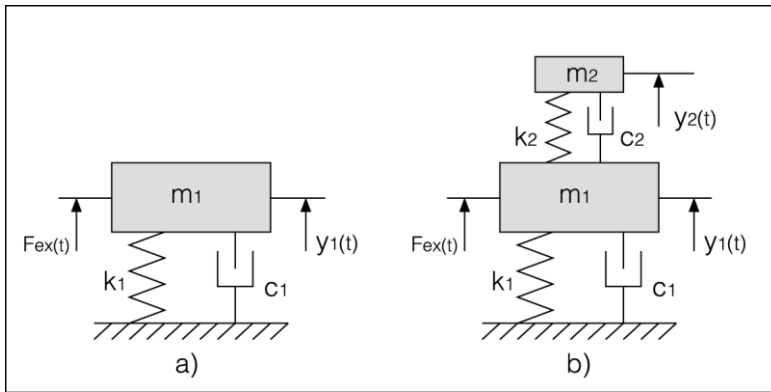 m1
Fex(t)
y1(t)
k1
c1
a)
m2
y2(t)
k2
c2
m1
Fex(t)
y1(t)
k1
c1
b)